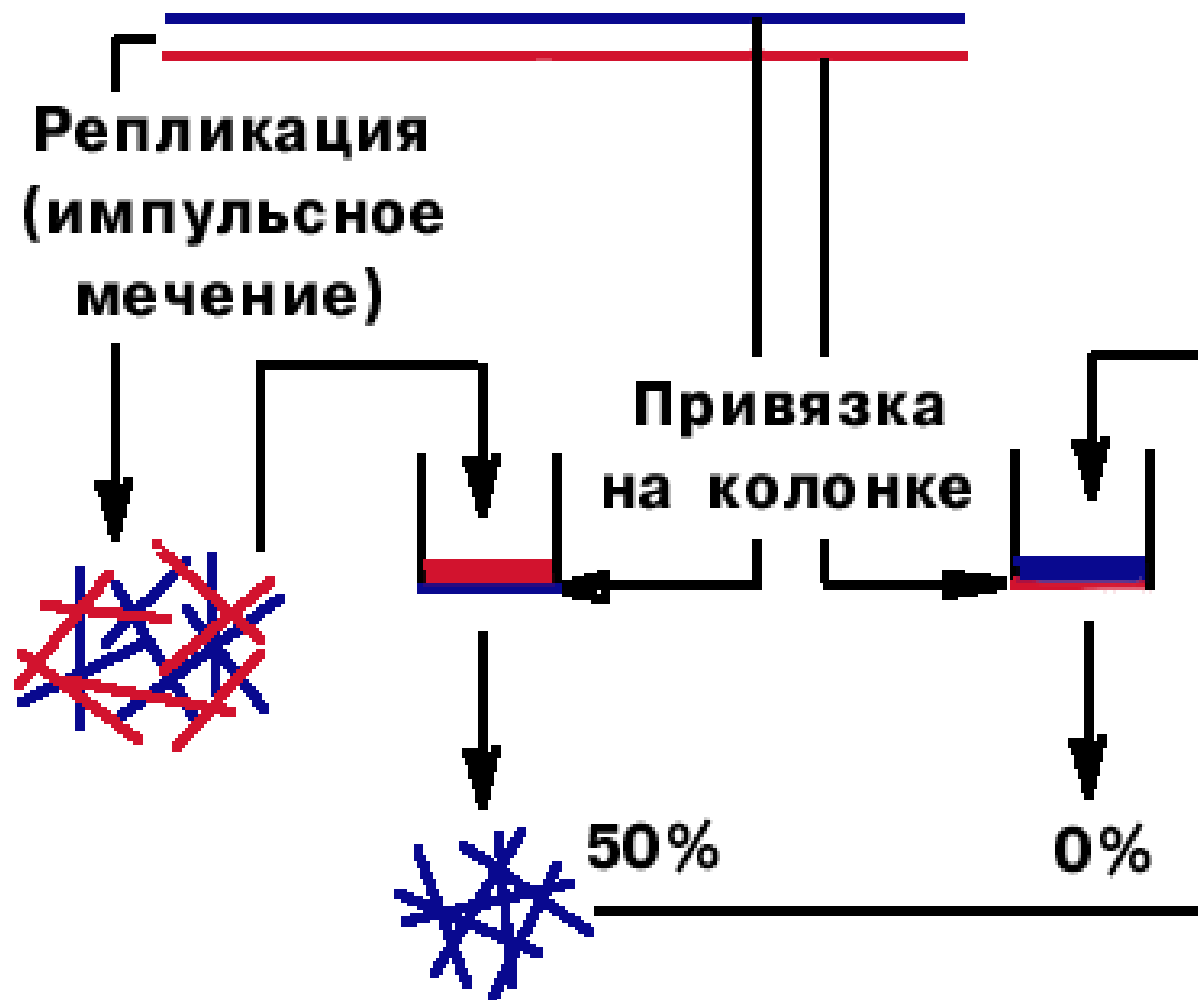 Репликация
(импульсное
мечение)
Привязка
на колонке
50%
0%